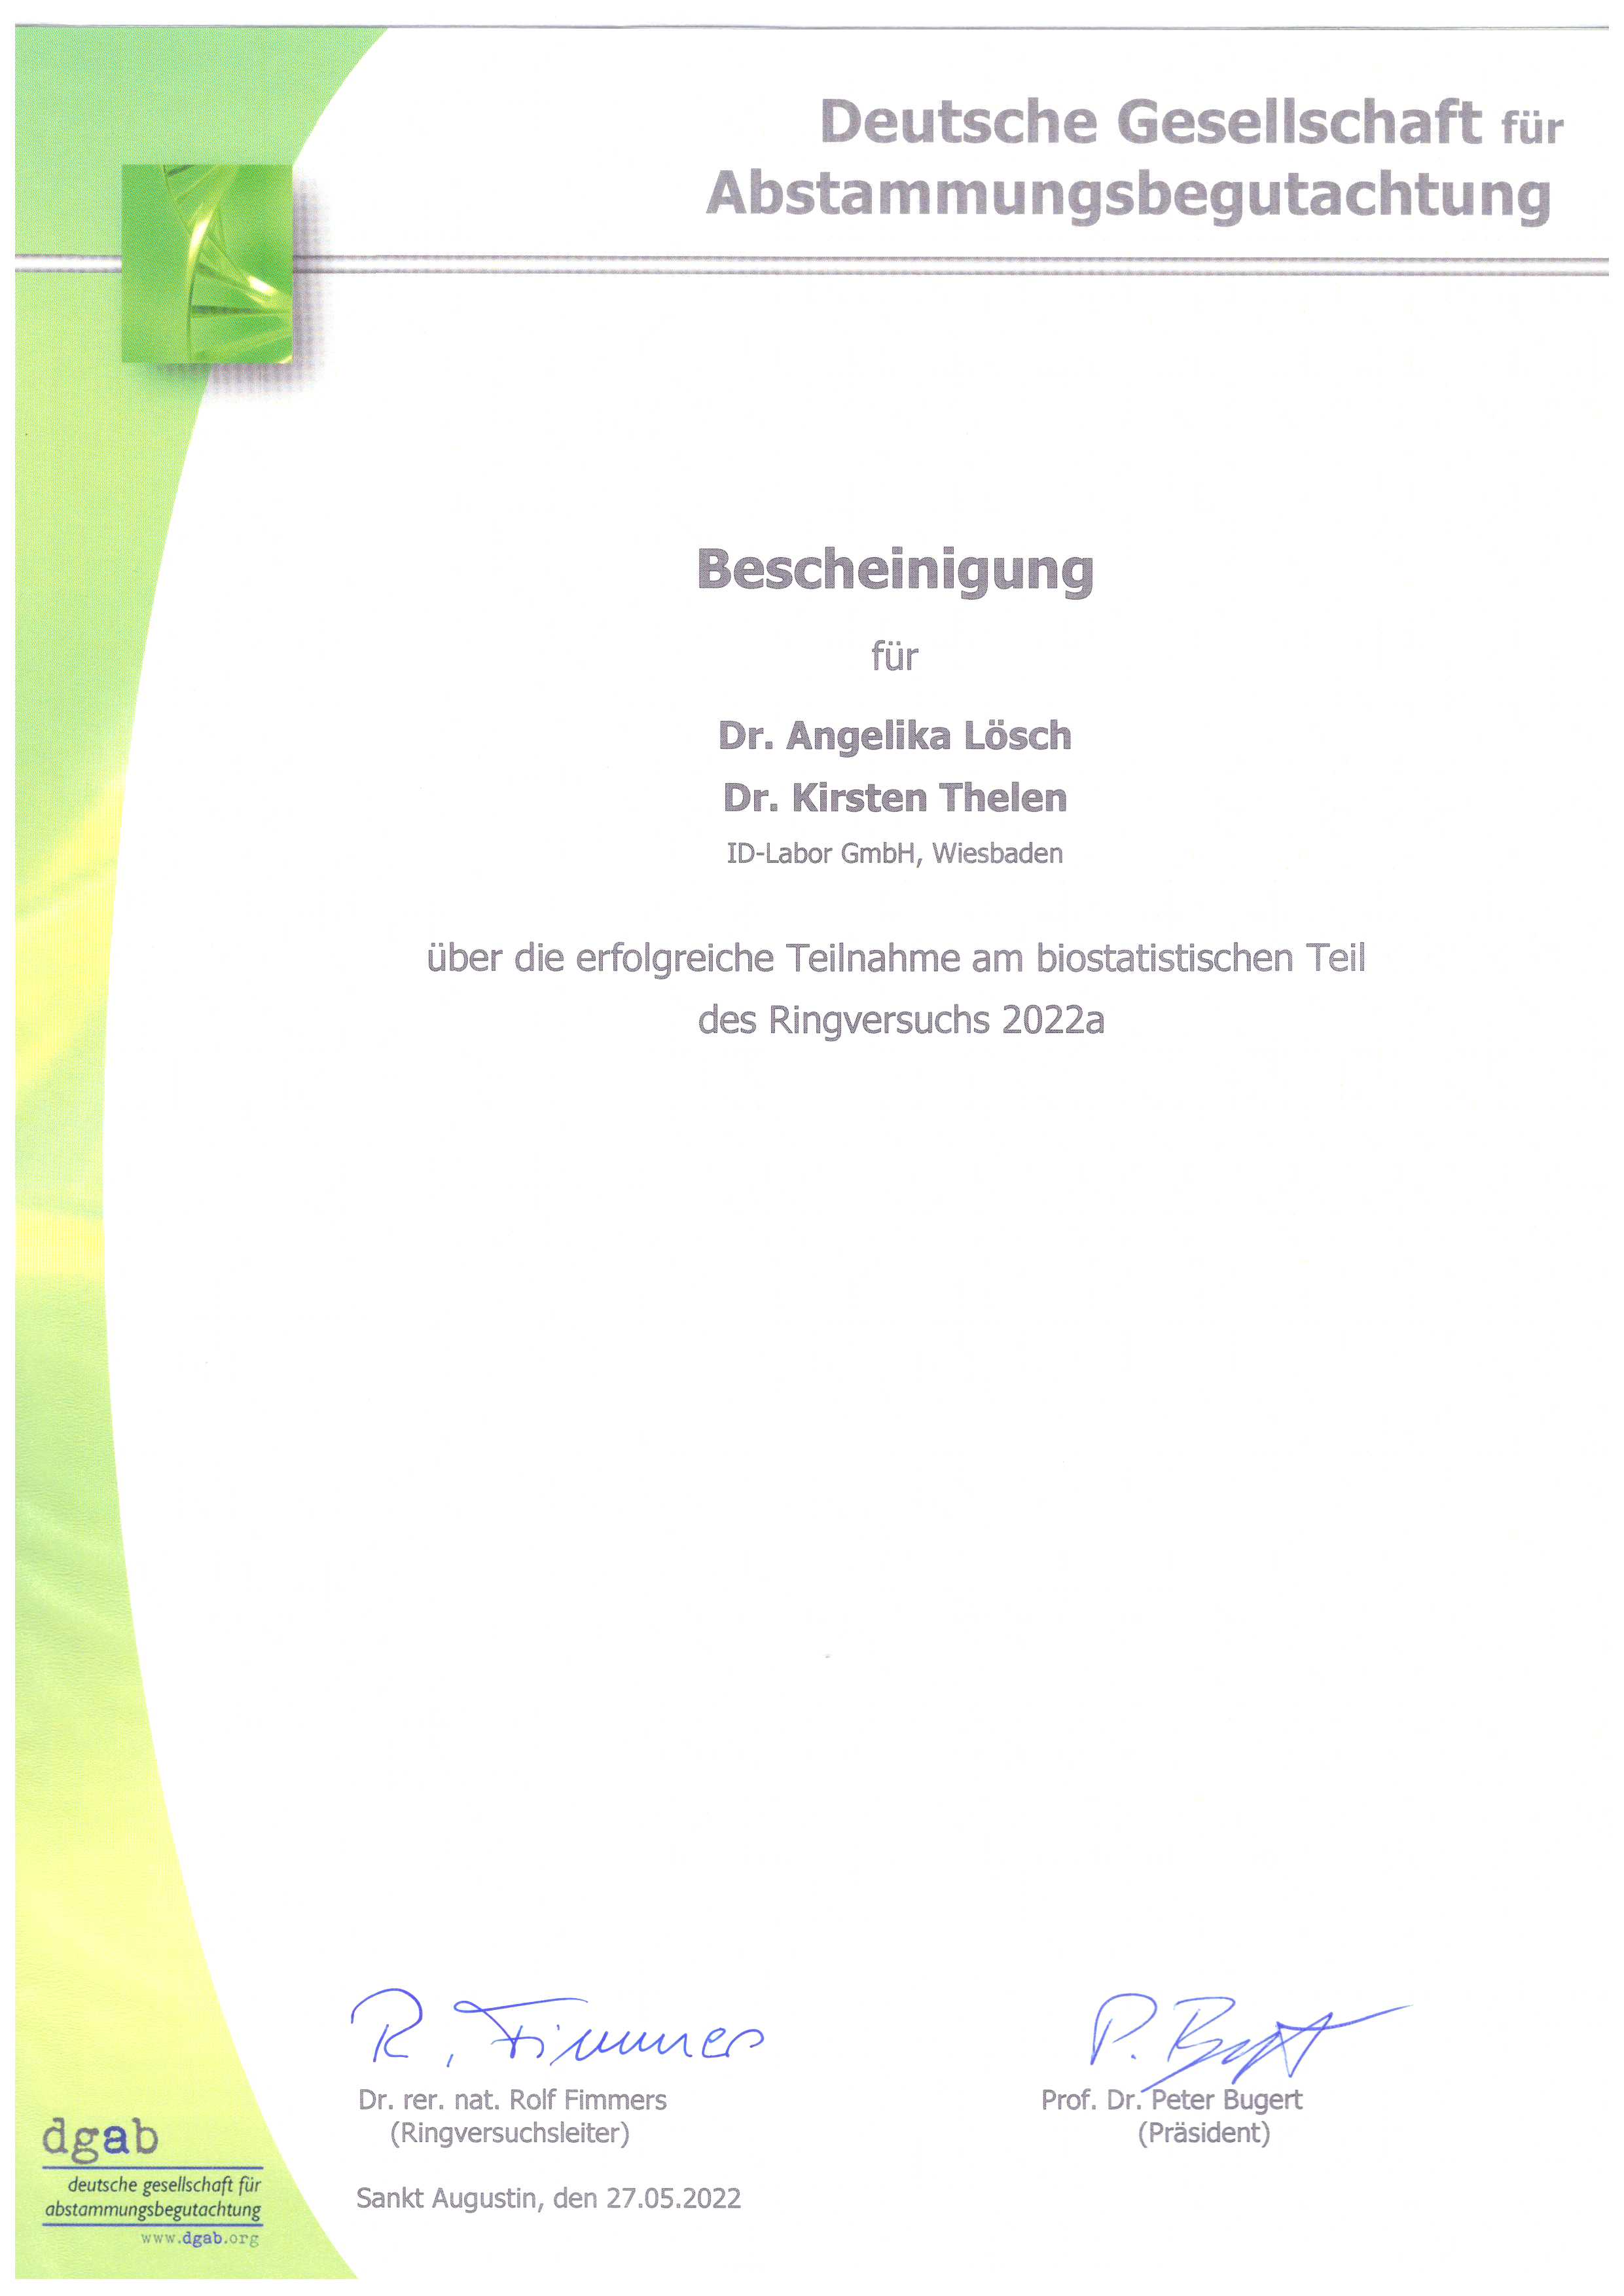 Deutsche Gesellschaft für
Abstammungsbegutachtung
Bescheinigung
für
Dr. Angelika Lösch
Dr. Kirsten Thelen
ID-Labor GmbH, Wiesbaden
über die erfolgreiche Teilnahme am biostatistischen Teil
des Ringversuchs 2022a
R. Fimmers
P. Bugert
Dr. rer. nat. Rolf Fimmers
(Ringversuchsleiter)
Prof. Dr. Peter Bugert
(Präsident)
Sankt Augustin, den 27.05.2022
dgab
deutsche gesellschaft für
abstammungsbegutachtung
www.dgab.org